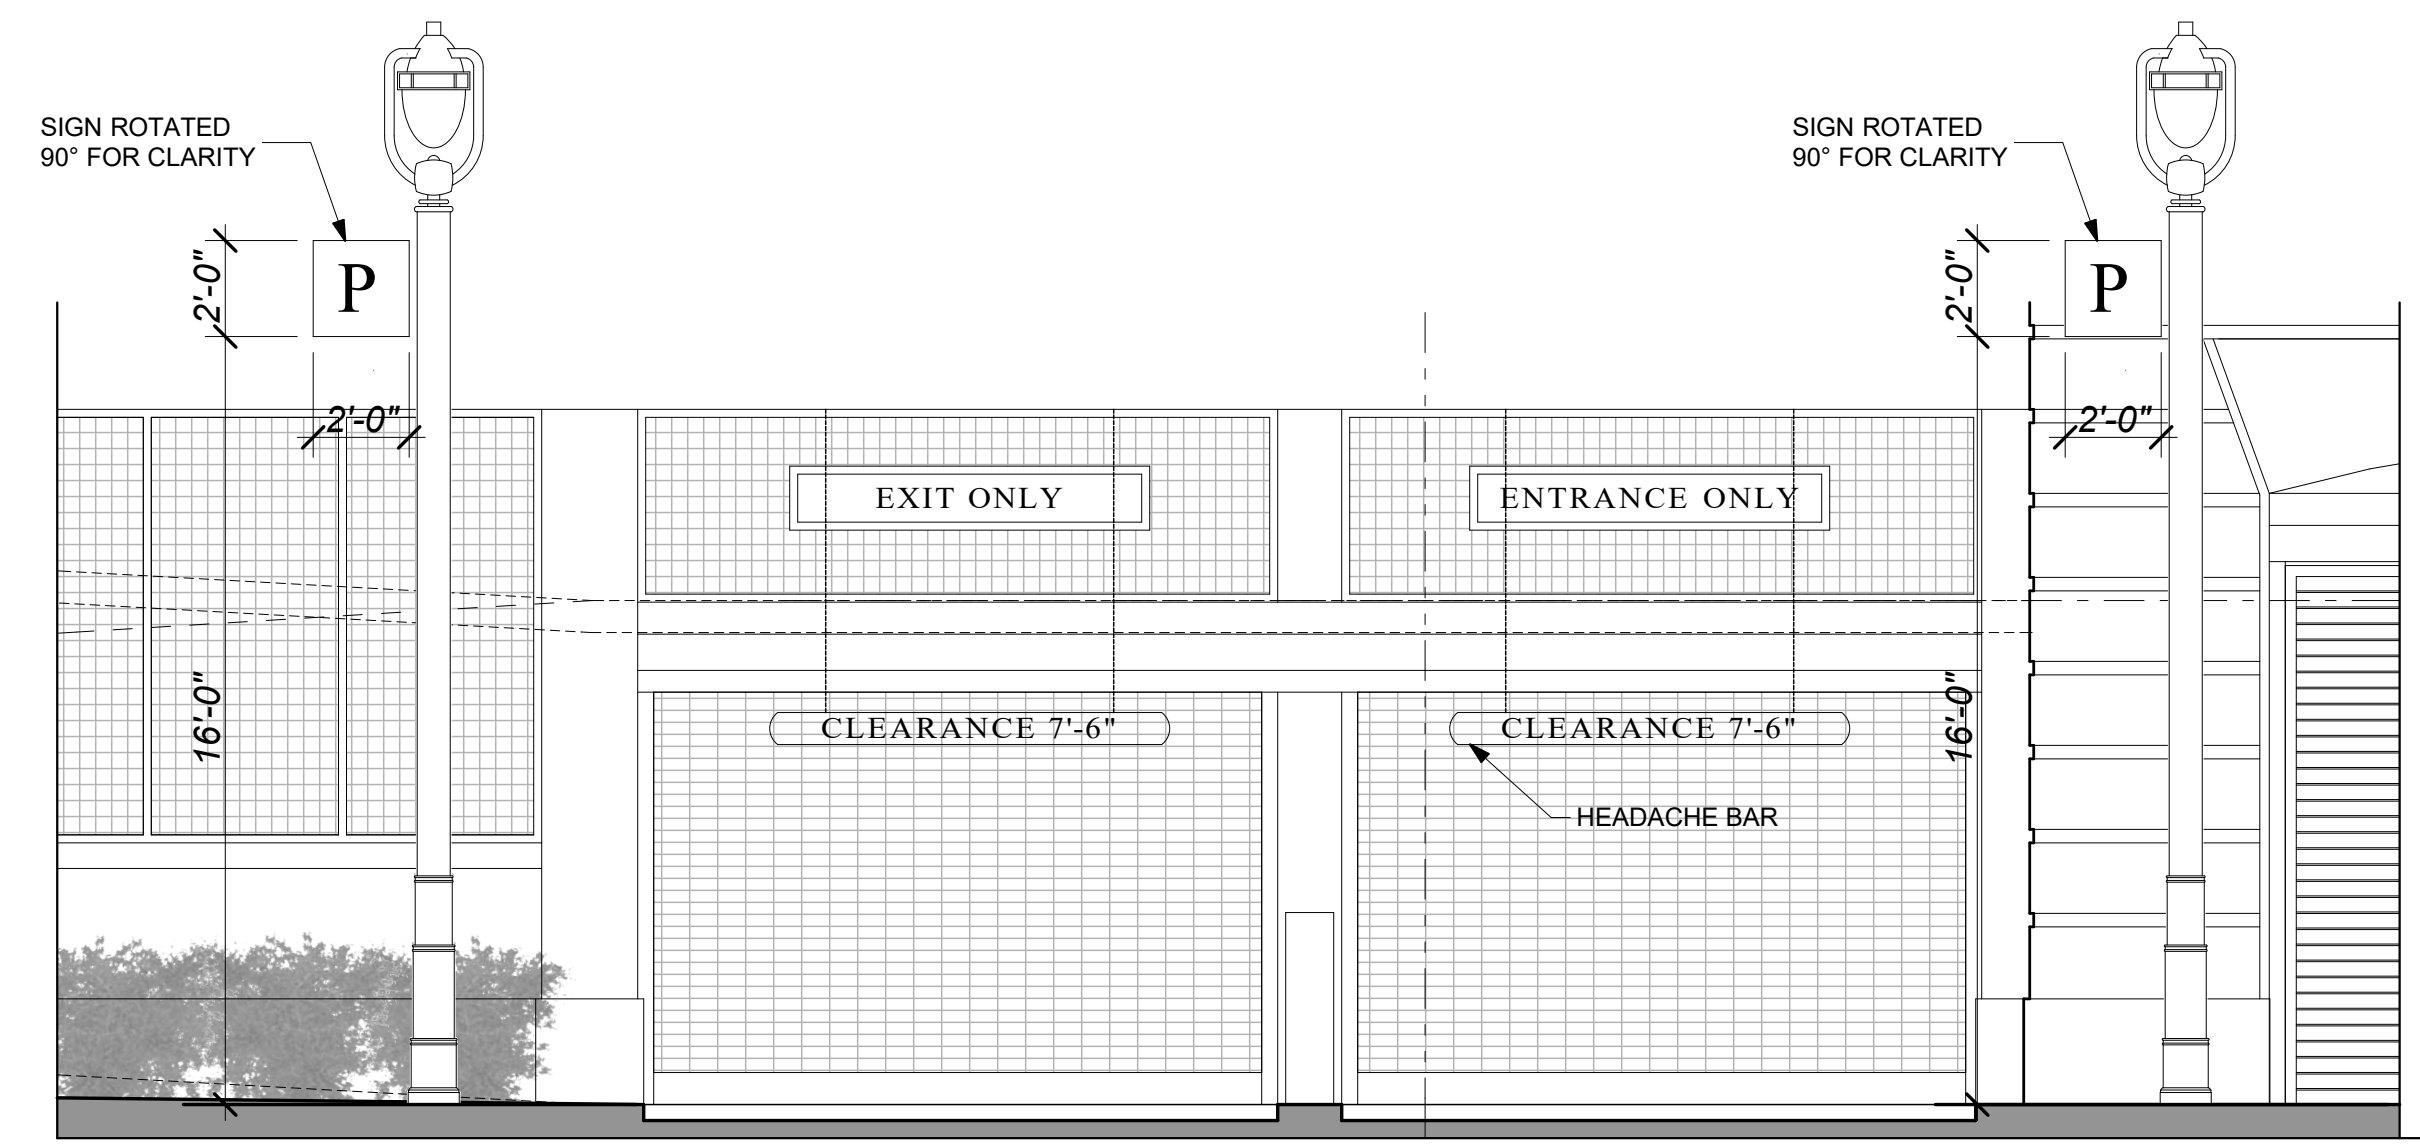 SIGN ROTATED
90° FOR CLARITY
SIGN ROTATED
90° FOR CLARITY
2'-0"
P
2'-0"
P
2'-0"
2'-0"
EXIT ONLY
ENTRANCE ONLY
16'-0"
CLEARANCE 7'-6"
CLEARANCE 7'-6"
16'-0"
HEADACHE BAR